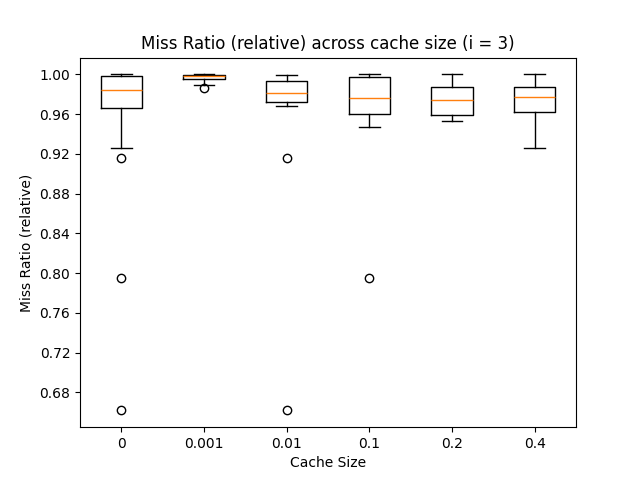 Miss Ratio (relative) across cache size (i = 3)
1.00
0.96
0.92
0.88
0.84
0.80
0.76
0.72
0.68
Miss Ratio (relative)
0 0.001 0.01 0.1 0.2 0.4
Cache Size